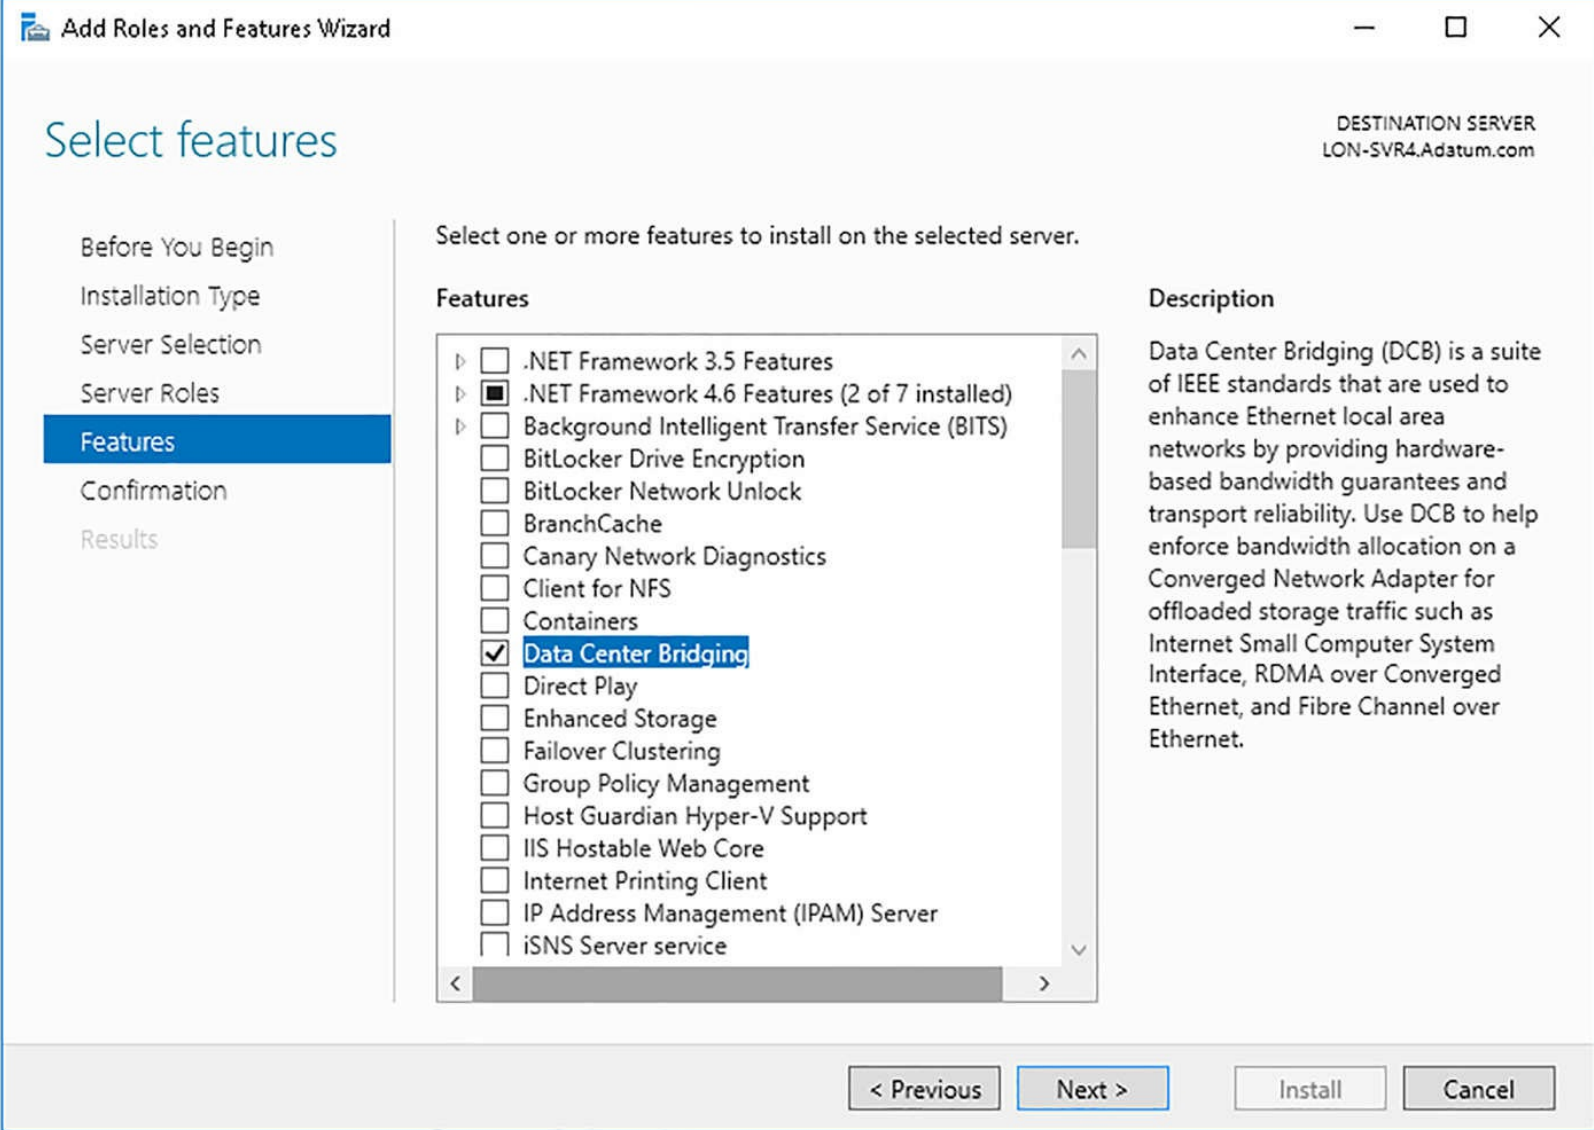 Add Roles and Features Wizard
Select features
DESTINATION SERVER
LON-SVR4.Adatum.com
Before You Begin
Installation Type
Server Selection
Server Roles
Features
Confirmation
Results
Select one or more features to install on the selected server.
Features
.NET Framework 3.5 Features
.NET Framework 4.6 Features (2 of 7 installed)
Background Intelligent Transfer Service (BITS)
BitLocker Drive Encryption
BitLocker Network Unlock
BranchCache
Canary Network Diagnostics
Client for NFS
Containers
Data Center Bridging
Direct Play
Enhanced Storage
Failover Clustering
Group Policy Management
Host Guardian Hyper-V Support
IIS Hostable Web Core
Internet Printing Client
IP Address Management (IPAM) Server
iSNS Server service
Description
Data Center Bridging (DCB) is a suite
of IEEE standards that are used to
enhance Ethernet local area
networks by providing hardware-
based bandwidth guarantees and
transport reliability. Use DCB to help
enforce bandwidth allocation on a
Converged Network Adapter for
offloaded storage traffic such as
Internet Small Computer System
Interface, RDMA over Converged
Ethernet, and Fibre Channel over
Ethernet.
< Previous
Next >
Install
Cancel